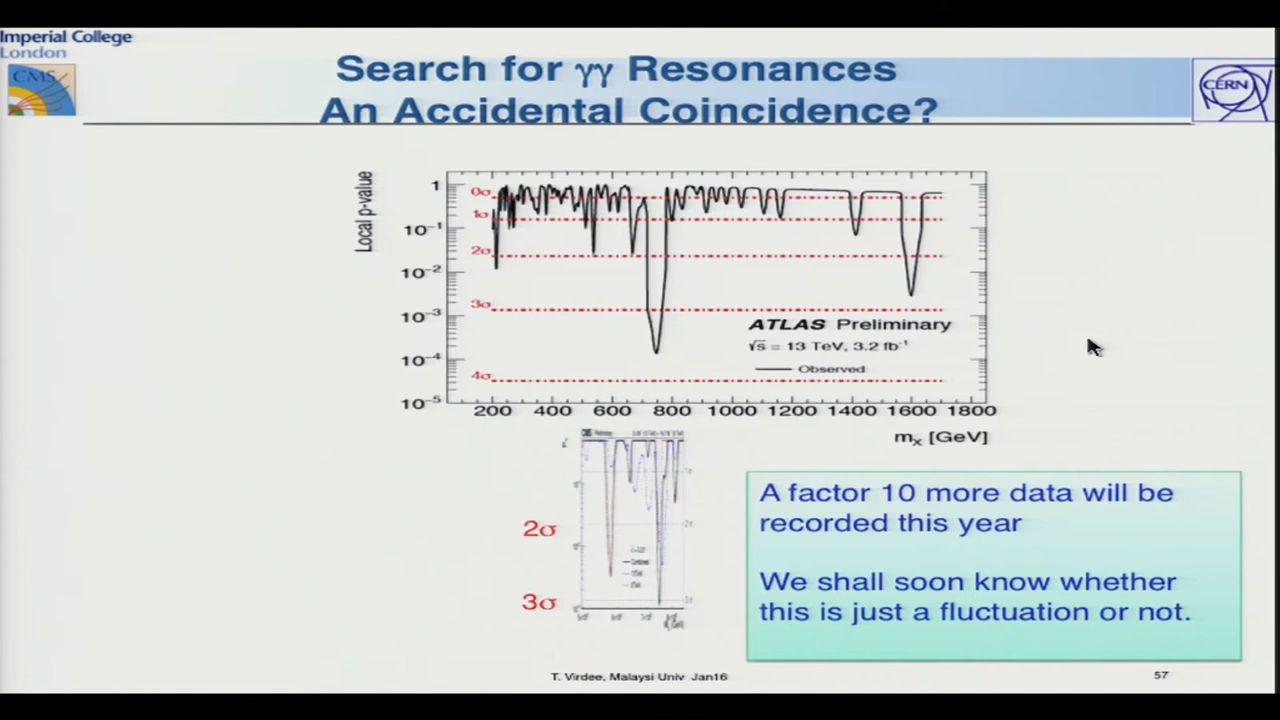 Imperial College
London
CMS
CERN
Search for γγ Resonances
An Accidental Coincidence?
Local p-value
1
10⁻¹
10⁻²
10⁻³
10⁻⁴
10⁻⁵
0σ
1σ
2σ
3σ
4σ
ATLAS Preliminary
√s = 13 TeV, 3.2 fb⁻¹
Observed
200 400 600 800 1000 1200 1400 1600 1800
mX [GeV]
2σ
3σ
A factor 10 more data will be
recorded this year
We shall soon know whether
this is just a fluctuation or not.
T. Virdee, Malaysi Univ Jan16
57